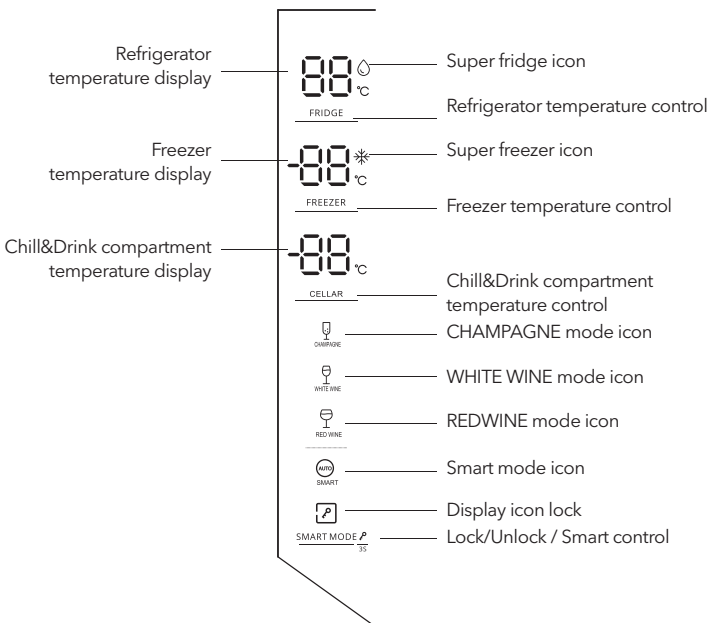 Refrigerator
temperature display
88
°C
Super fridge icon
FRIDGE
Refrigerator temperature control
Freezer
temperature display
-88
°C
Super freezer icon
FREEZER
Freezer temperature control
Chill&Drink compartment
temperature display
-88
°C
CELLAR
Chill&Drink compartment
temperature control
CHAMPAGNE
CHAMPAGNE mode icon
WHITE WINE
WHITE WINE mode icon
RED WINE
REDWINE mode icon
AUTO
SMART
Smart mode icon
Display icon lock
SMART MODE
3S
Lock/Unlock / Smart control